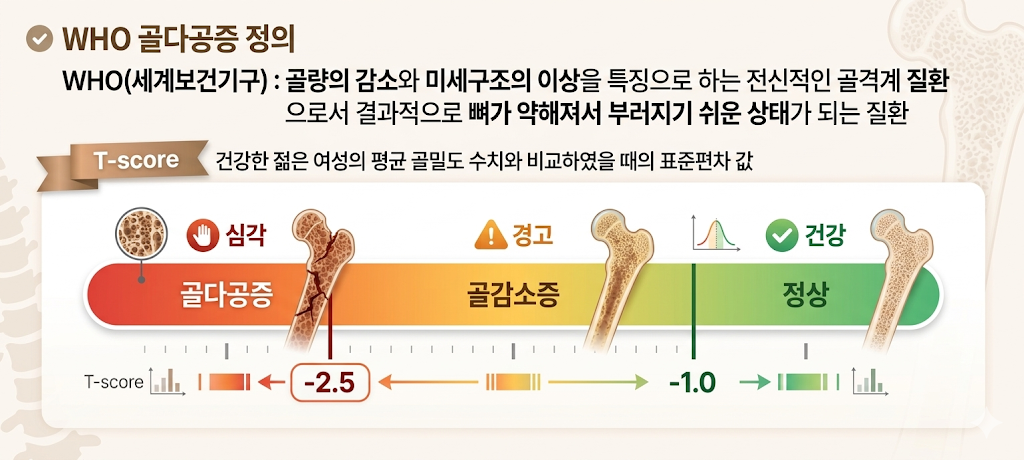 WHO 골다공증 정의
WHO(세계보건기구) : 골량의 감소와 미세구조의 이상을 특징으로 하는 전신적인 골격계 질환
으로서 결과적으로 뼈가 약해져서 부러지기 쉬운 상태가 되는 질환
T-score 건강한 젊은 여성의 평균 골밀도 수치와 비교하였을 때의 표준편차 값
심각 경고 건강
골다공증 골감소증 정상
T-score -2.5 -1.0